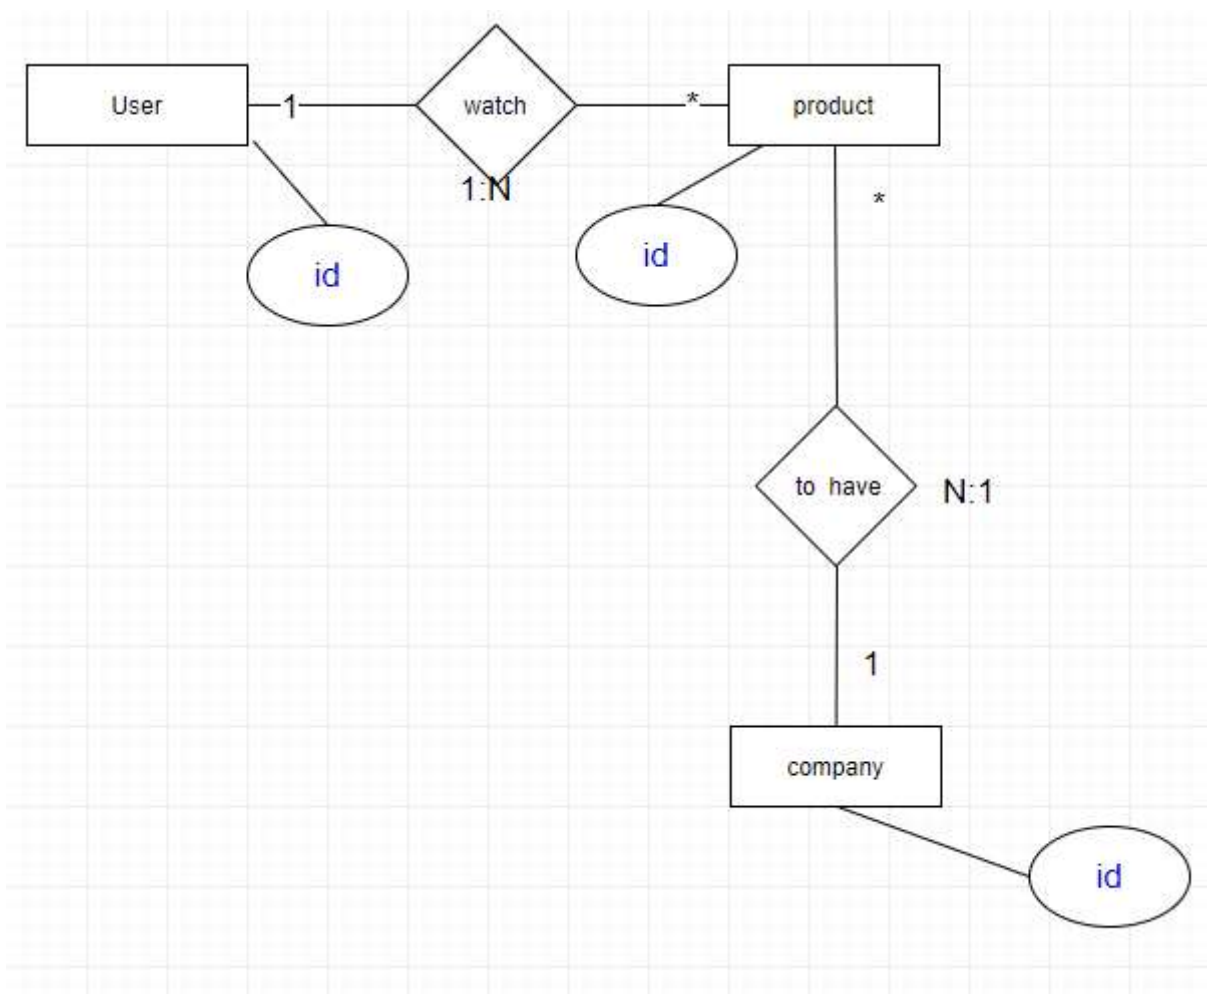 User
1
watch
*
product
1:N
id
id
*
to have
N:1
1
company
id